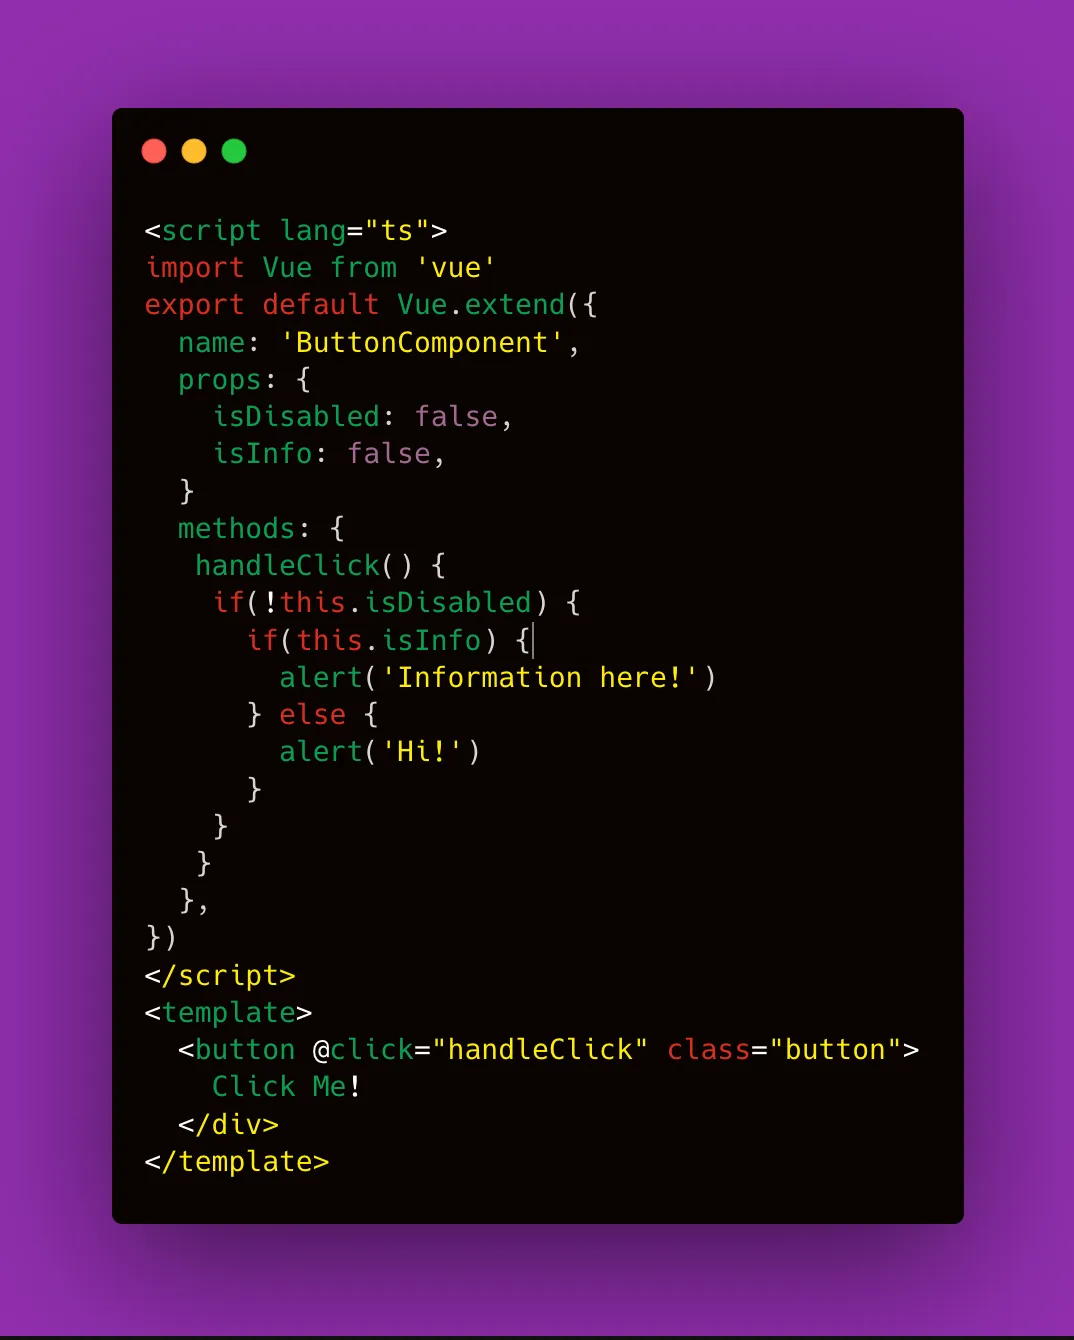 <script lang="ts">
import Vue from 'vue'
export default Vue.extend({
  name: 'ButtonComponent',
  props: {
    isDisabled: false,
    isInfo: false,
  }
  methods: {
   handleClick() {
    if(!this.isDisabled) {
      if(this.isInfo) {
        alert('Information here!')
      } else {
        alert('Hi!')
      }
    }
   }
  },
})
</script>
<template>
  <button @click="handleClick" class="button">
    Click Me!
  </div>
</template>